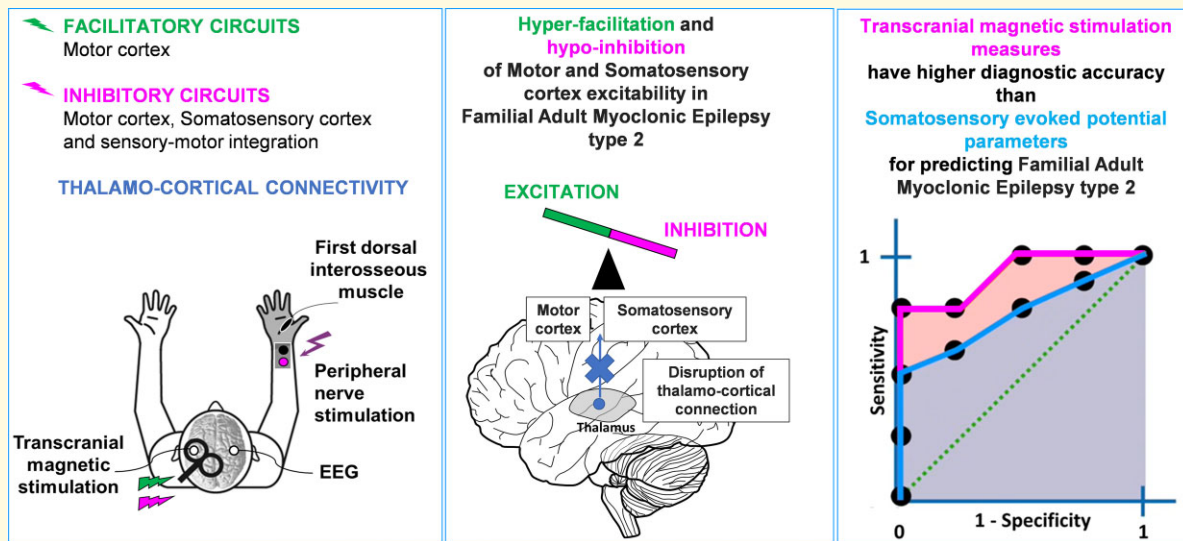 FACILITATORY CIRCUITS
Motor cortex
INHIBITORY CIRCUITS
Motor cortex, Somatosensory cortex
and sensory-motor integration
THALAMO-CORTICAL CONNECTIVITY
First dorsal
interosseous
muscle
Peripheral
nerve
stimulation
Transcranial
magnetic
stimulation
EEG
Hyper-facilitation and
hypo-inhibition
of Motor and Somatosensory
cortex excitability in
Familial Adult Myoclonic Epilepsy
type 2
EXCITATION
INHIBITION
Motor
cortex
Somatosensory
cortex
Disruption of
thalamo-cortical
connection
Thalamus
Transcranial magnetic stimulation
measures
have higher diagnostic accuracy
than
Somatosensory evoked potential
parameters
for predicting Familial Adult
Myoclonic Epilepsy type 2
1
Sensitivity
0
1 - Specificity
1